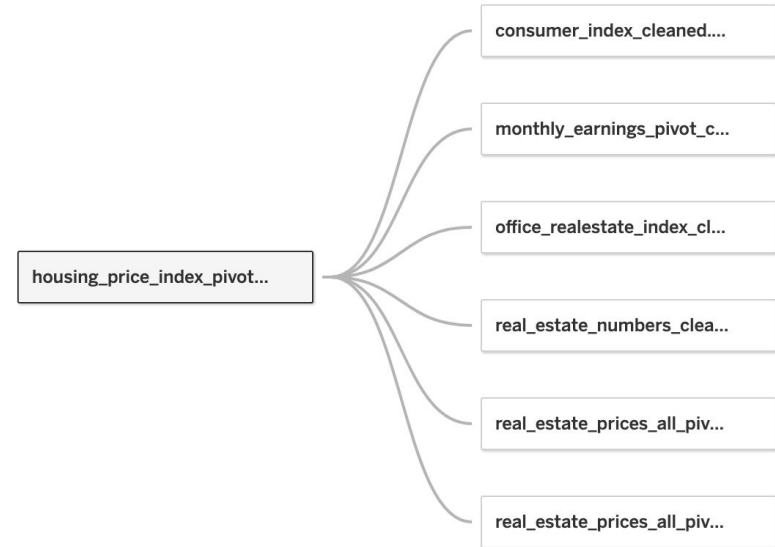 consumer_index_cleaned....
monthly_earnings_pivot_c...
office_realestate_index_cl...
housing_price_index_pivot...
real_estate_numbers_clea...
real_estate_prices_all_piv...
real_estate_prices_all_piv...